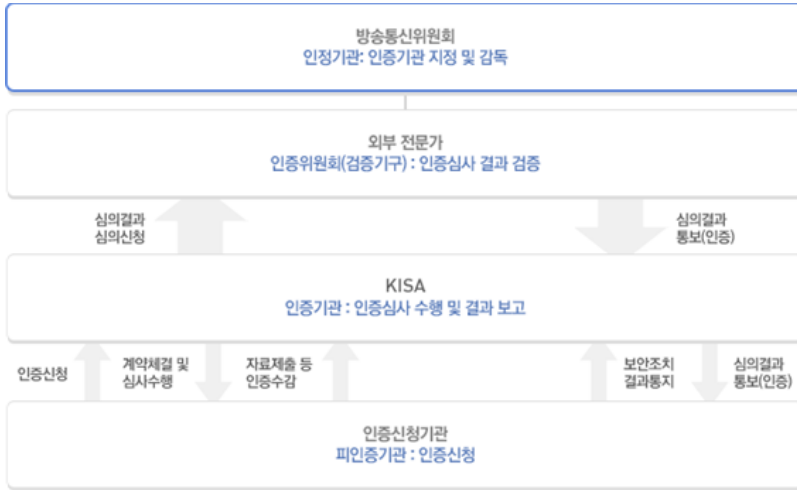 방송통신위원회
인정기관: 인증기관 지정 및 감독
외부 전문가
인증위원회(검증기구) : 인증심사 결과 검증
심의결과
심의신청
심의결과
통보(인증)
KISA
인증기관 : 인증심사 수행 및 결과 보고
인증신청
계약체결 및
심사수행
자료제출 등
인증수감
보안조치
결과통지
심의결과
통보(인증)
인증신청기관
피인증기관 : 인증신청